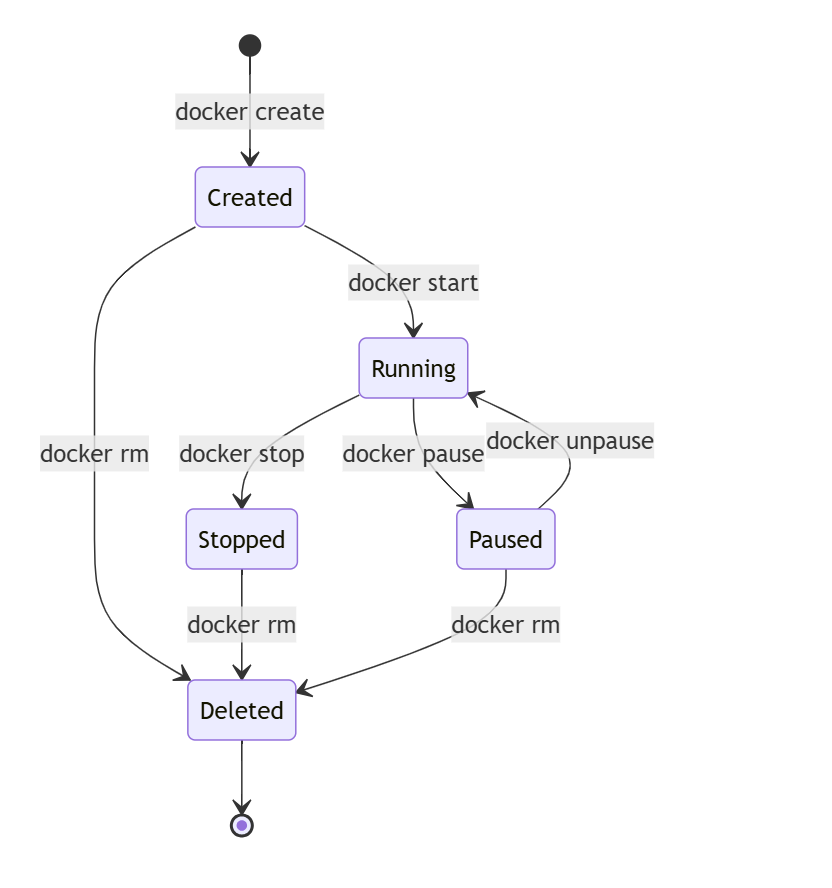 docker create
Created
docker start
Running
docker rm
docker stop
docker pause
docker unpause
Stopped
Paused
docker rm
docker rm
Deleted